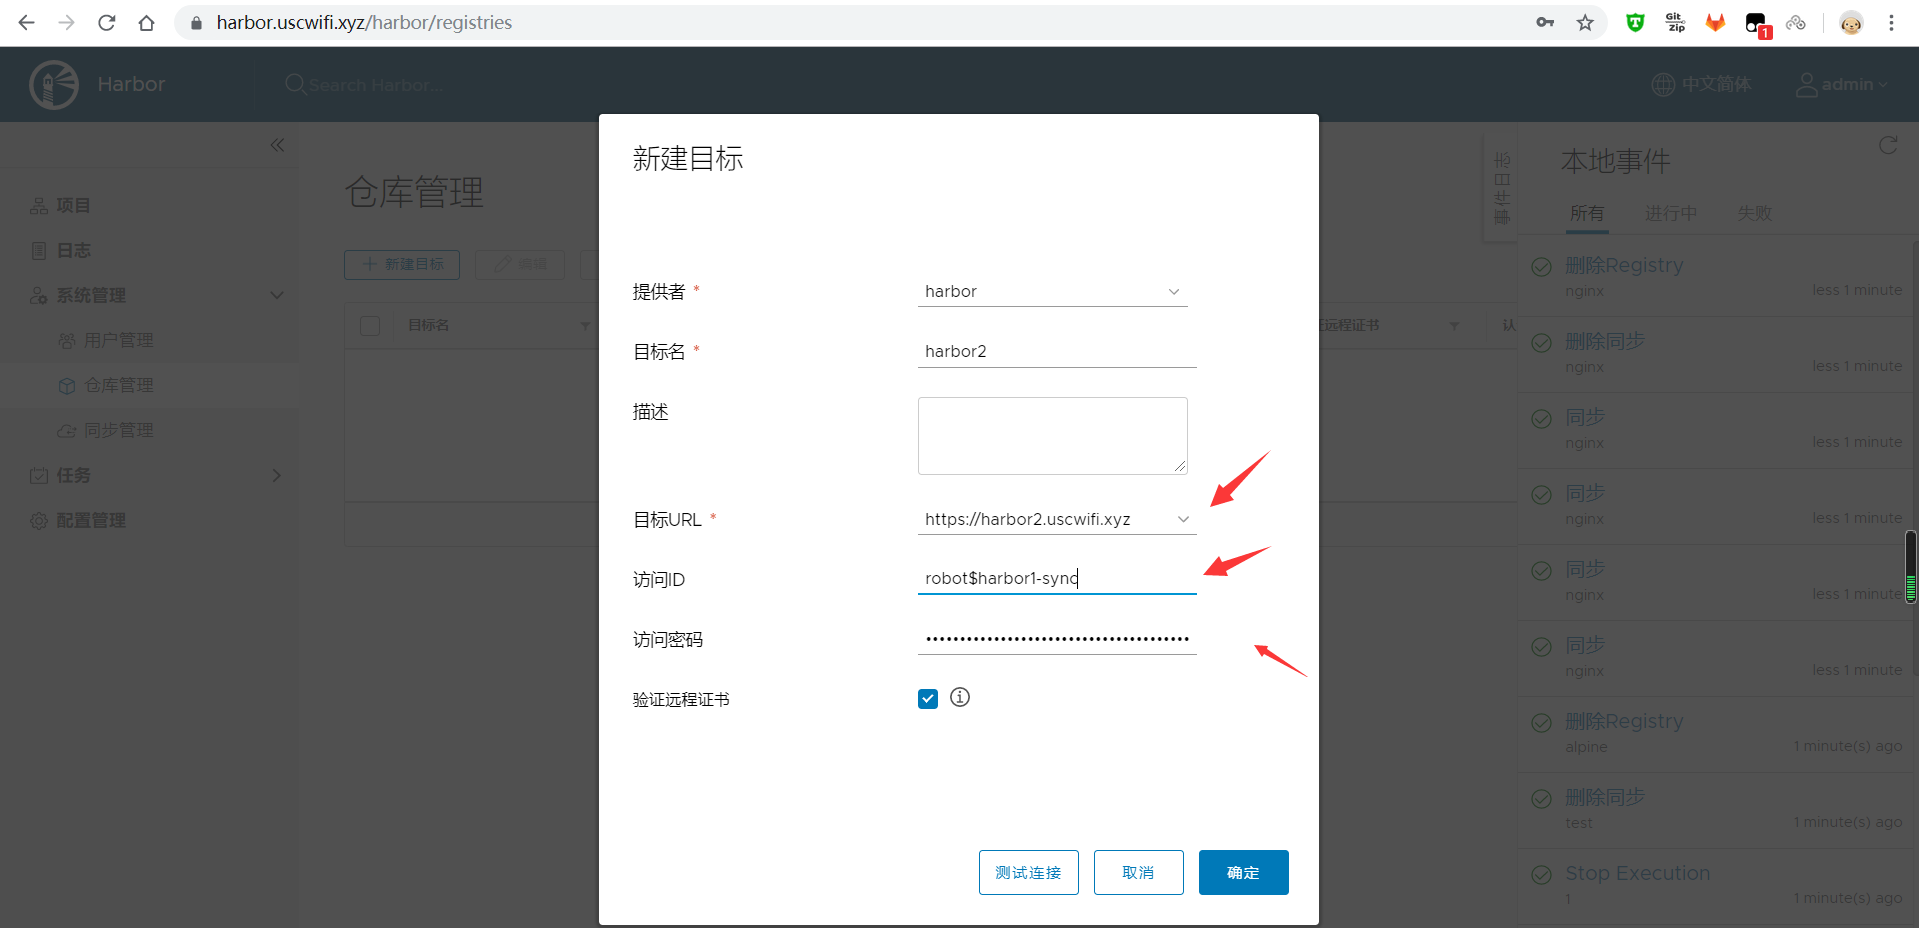 harbor.uscwifi.xyz/harbor/registries
Git
Zip
1
Harbor
Search Harbor...
中文简体
admin
项目
日志
系统管理
用户管理
仓库管理
同步管理
任务
配置管理
仓库管理
新建目标
编辑
目标名
远程证书
认
事件日志
新建目标
提供者 *
harbor
目标名 *
harbor2
描述
目标URL *
https://harbor2.uscwifi.xyz
访问ID
robot$harbor1-sync
访问密码
••••••••••••••••••••••••••••••••••••••
验证远程证书
测试连接
取消
确定
本地事件
所有
进行中
失败
删除Registry
nginx
less 1 minute
删除同步
nginx
less 1 minute
同步
nginx
less 1 minute
同步
nginx
less 1 minute
同步
nginx
less 1 minute
同步
nginx
less 1 minute
删除Registry
alpine
1 minute(s) ago
删除同步
test
1 minute(s) ago
Stop Execution
1
1 minute(s) ago